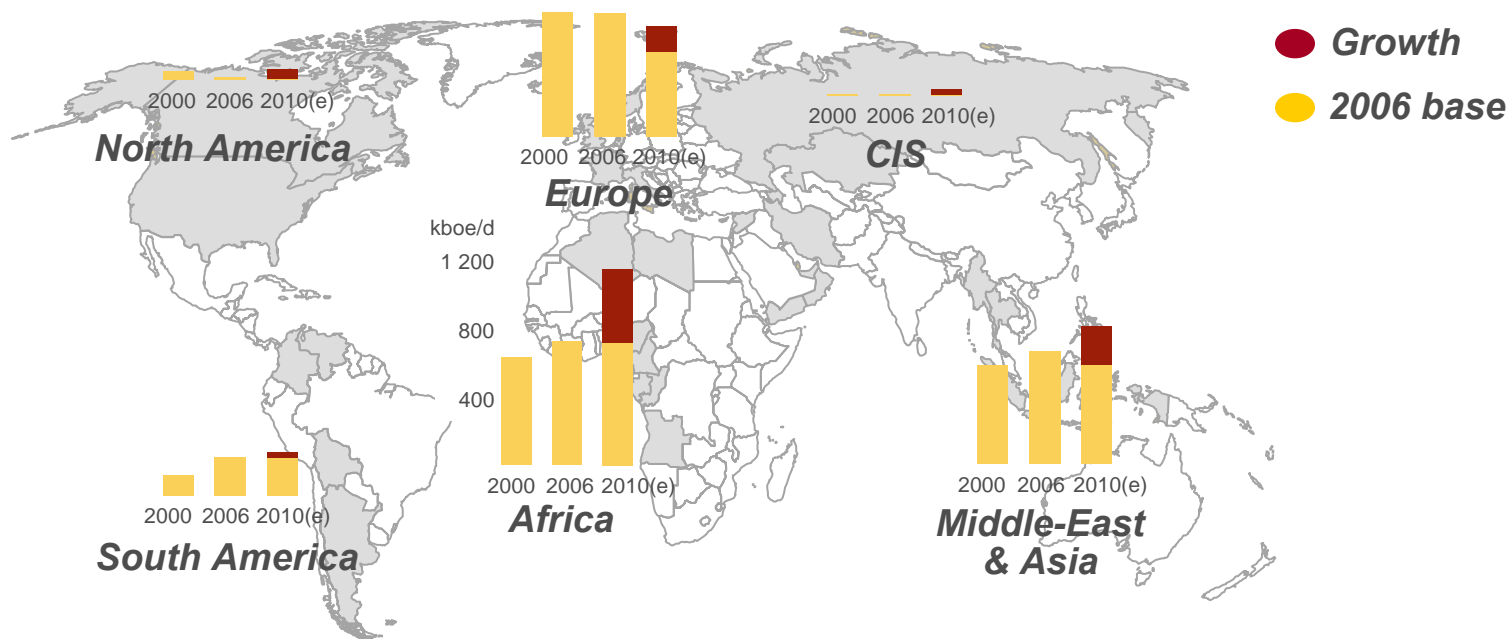 Growth
2006 base
2000 2006 2010(e)
North America
2000 2006 2010(e)
Europe
2000 2006 2010(e)
CIS
kboe/d
1 200
800
400
2000 2006 2010(e)
South America
2000 2006 2010(e)
Africa
2000 2006 2010(e)
Middle-East
& Asia